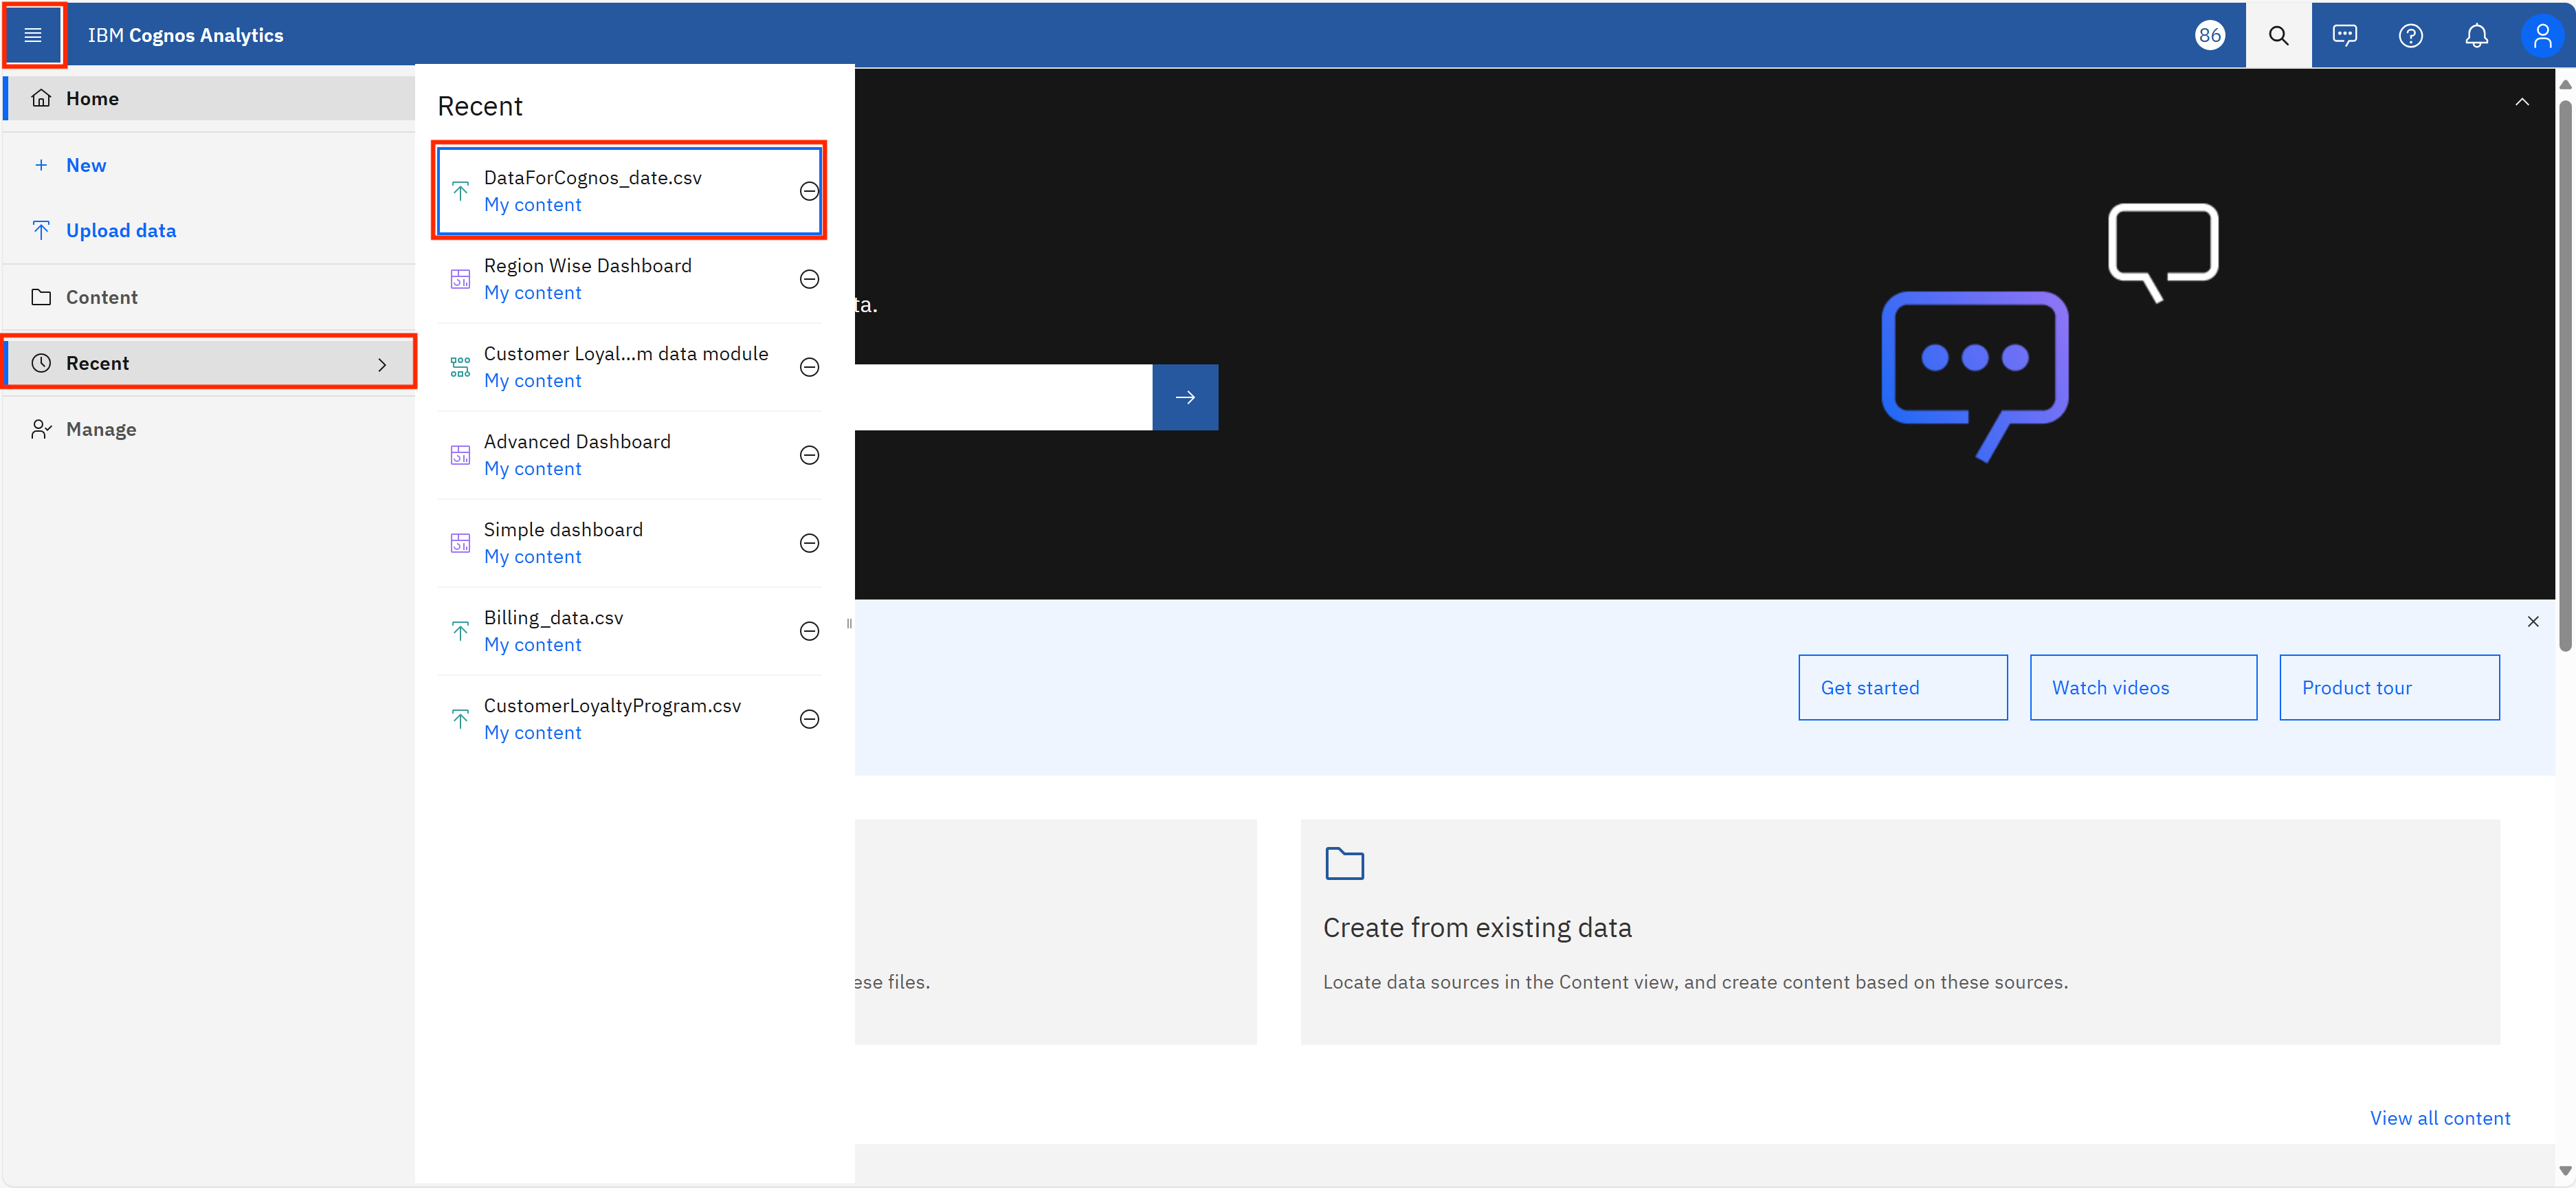 IBM Cognos Analytics
86
Home
New
Upload data
Content
Recent
Manage
Recent
DataForCognos_date.csv
My content
Region Wise Dashboard
My content
Customer Loyal...m data module
My content
Advanced Dashboard
My content
Simple dashboard
My content
Billing_data.csv
My content
CustomerLoyaltyProgram.csv
My content
ta.
Get started
Watch videos
Product tour
ese files.
Create from existing data
Locate data sources in the Content view, and create content based on these sources.
View all content